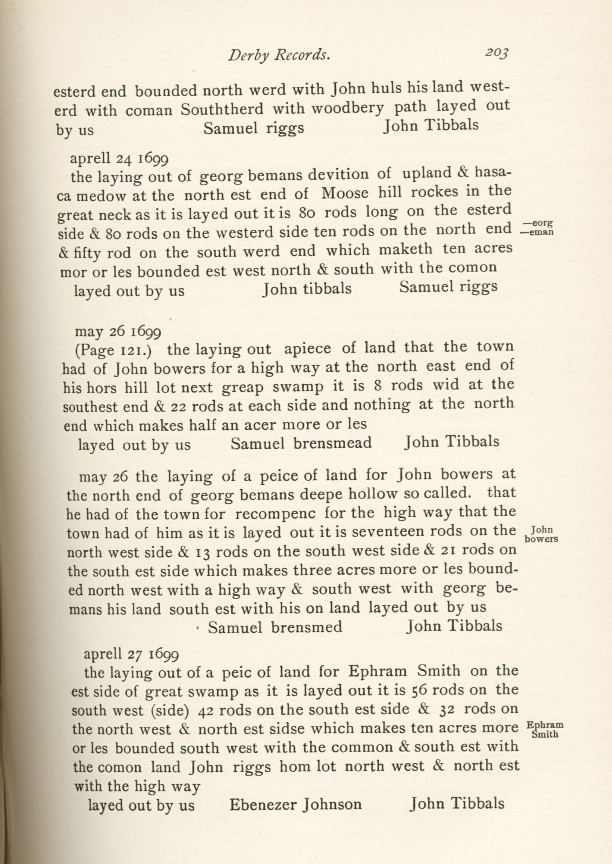 Derby Records. 203
esterd end bounded north werd with John huls his land west-
erd with coman Souththerd with woodbery path layed out
by us Samuel riggs John Tibbals
aprell 24 1699
the laying out of georg bemans devition of upland & hasa-
ca medow at the north est end of Moose hill rockes in the
great neck as it is layed out it is 80 rods long on the esterd
side & 80 rods on the westerd side ten rods on the north end
—eorg
—eman
& fifty rod on the south werd end which maketh ten acres
mor or les bounded est west north & south with the comon
layed out by us John tibbals Samuel riggs
may 26 1699
(Page 121.) the laying out apiece of land that the town
had of John bowers for a high way at the north east end of
his hors hill lot next greap swamp it is 8 rods wid at the
southest end & 22 rods at each side and nothing at the north
end which makes half an acer more or les
layed out by us Samuel brensmead John Tibbals
may 26 the laying of a peice of land for John bowers at
the north end of georg bemans deepe hollow so called. that
he had of the town for recompenc for the high way that the
town had of him as it is layed out it is seventeen rods on the
John
bowers
north west side & 13 rods on the south west side & 21 rods on
the south est side which makes three acres more or les bound-
ed north west with a high way & south west with georg be-
mans his land south est with his on land layed out by us
Samuel brensmed John Tibbals
aprell 27 1699
the laying out of a peic of land for Ephram Smith on the
est side of great swamp as it is layed out it is 56 rods on the
south west (side) 42 rods on the south est side & 32 rods on
the north west & north est sidse which makes ten acres more
Ephram
Smith
or les bounded south west with the common & south est with
the comon land John riggs hom lot north west & north est
with the high way
layed out by us Ebenezer Johnson John Tibbals